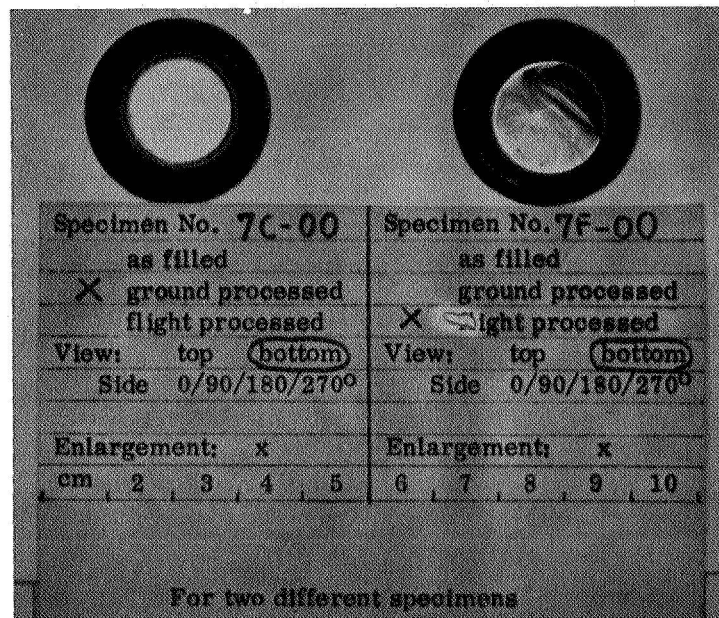 Specimen No. 7C-00
as filled
X ground processed
flight processed
View: top bottom
Side 0/90/180/270°
Enlargement: x
cm 2 3 4 5
Specimen No. 7F-00
as filled
ground processed
X ight processed
View: top bottom
Side 0/90/180/270°
Enlargement: x
6 7 8 9 10
For two different specimens